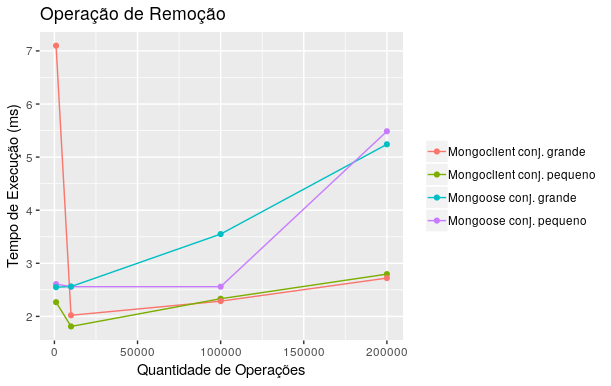 Operação de Remoção
Tempo de Execução (ms)
7
6
5
4
3
2
0
50000
100000
150000
200000
Quantidade de Operações
Mongoclient conj. grande
Mongoclient conj. pequeno
Mongoose conj. grande
Mongoose conj. pequeno